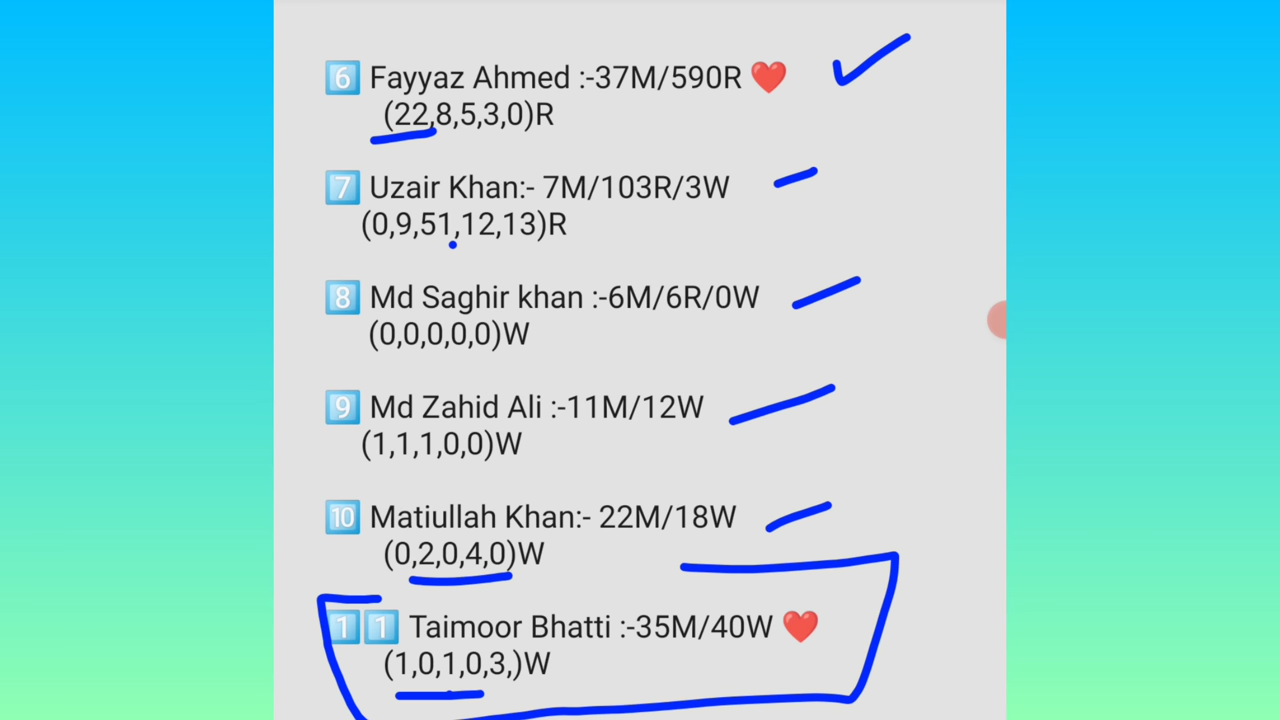 6 Fayyaz Ahmed :-37M/590R ❤️
(22,8,5,3,0)R
7 Uzair Khan:- 7M/103R/3W
(0,9,51,12,13)R
8 Md Saghir khan :-6M/6R/0W
(0,0,0,0,0)W
9 Md Zahid Ali :-11M/12W
(1,1,1,0,0)W
10 Matiullah Khan:- 22M/18W
(0,2,0,4,0)W
1 1 Taimoor Bhatti :-35M/40W ❤️
(1,0,1,0,3,)W